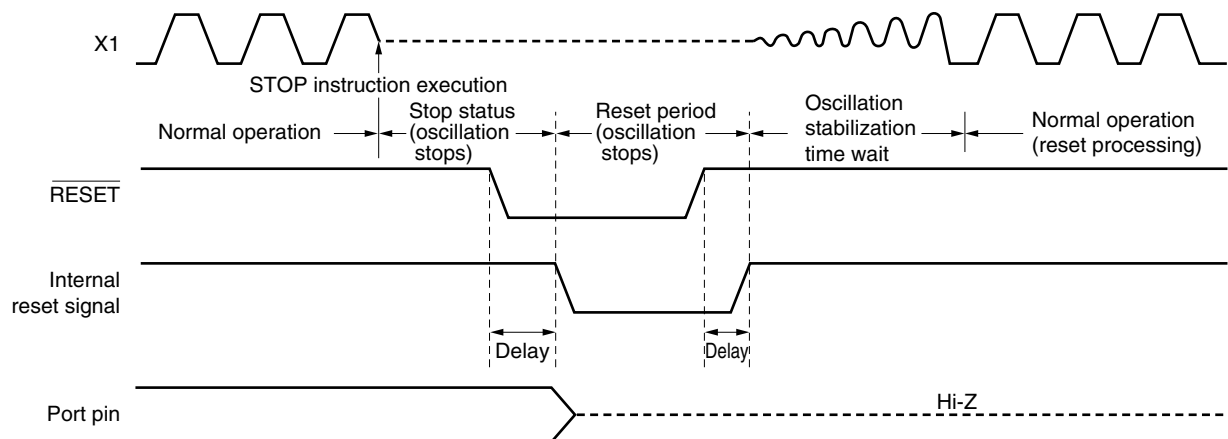 X1
STOP instruction execution
Normal operation
Stop status
(oscillation
stops)
Reset period
(oscillation
stops)
Oscillation
stabilization
time wait
Normal operation
(reset processing)
RESET
Internal
reset signal
Delay
Delay
Port pin
Hi-Z